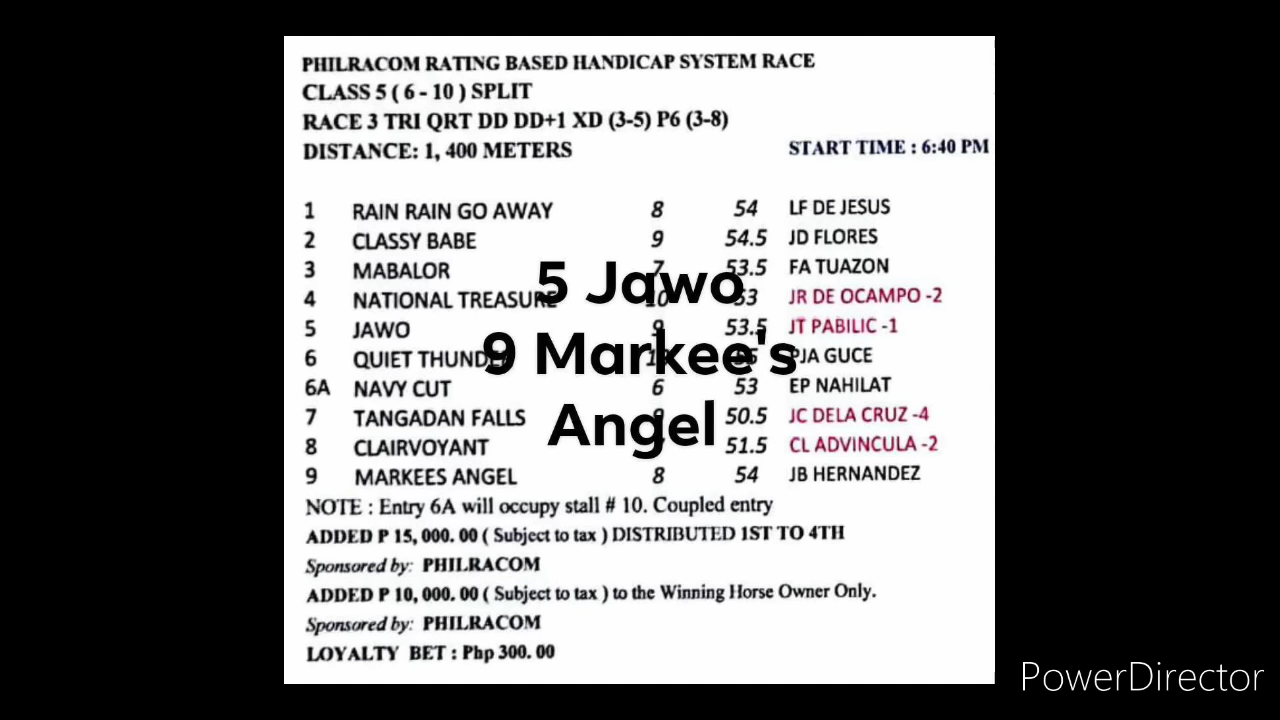 PHILRACOM RATING BASED HANDICAP SYSTEM RACE
CLASS 5 ( 6 - 10 ) SPLIT
RACE 3 TRI QRT DD DD+1 XD (3-5) P6 (3-8)
DISTANCE: 1, 400 METERS START TIME : 6:40 PM
1 RAIN RAIN GO AWAY 8 54 LF DE JESUS
2 CLASSY BABE 9 54.5 JD FLORES
3 MABALOR 7 53.5 FA TUAZON
4 NATIONAL TREASURE 10 53 JR DE OCAMPO -2
5 JAWO 9 53.5 JT PABILIC -1
6 QUIET THUNDER PJA GUCE
6A NAVY CUT 6 53 EP NAHILAT
7 TANGADAN FALLS 50.5 JC DELA CRUZ -4
8 CLAIRVOYANT 51.5 CL ADVINCULA -2
9 MARKEES ANGEL 8 54 JB HERNANDEZ
5 Jawo
9 Markee's
Angel
NOTE : Entry 6A will occupy stall # 10. Coupled entry
ADDED P 15, 000. 00 ( Subject to tax ) DISTRIBUTED 1ST TO 4TH
Sponsored by: PHILRACOM
ADDED P 10, 000. 00 ( Subject to tax ) to the Winning Horse Owner Only.
Sponsored by: PHILRACOM
LOYALTY BET : Php 300. 00
PowerDirector